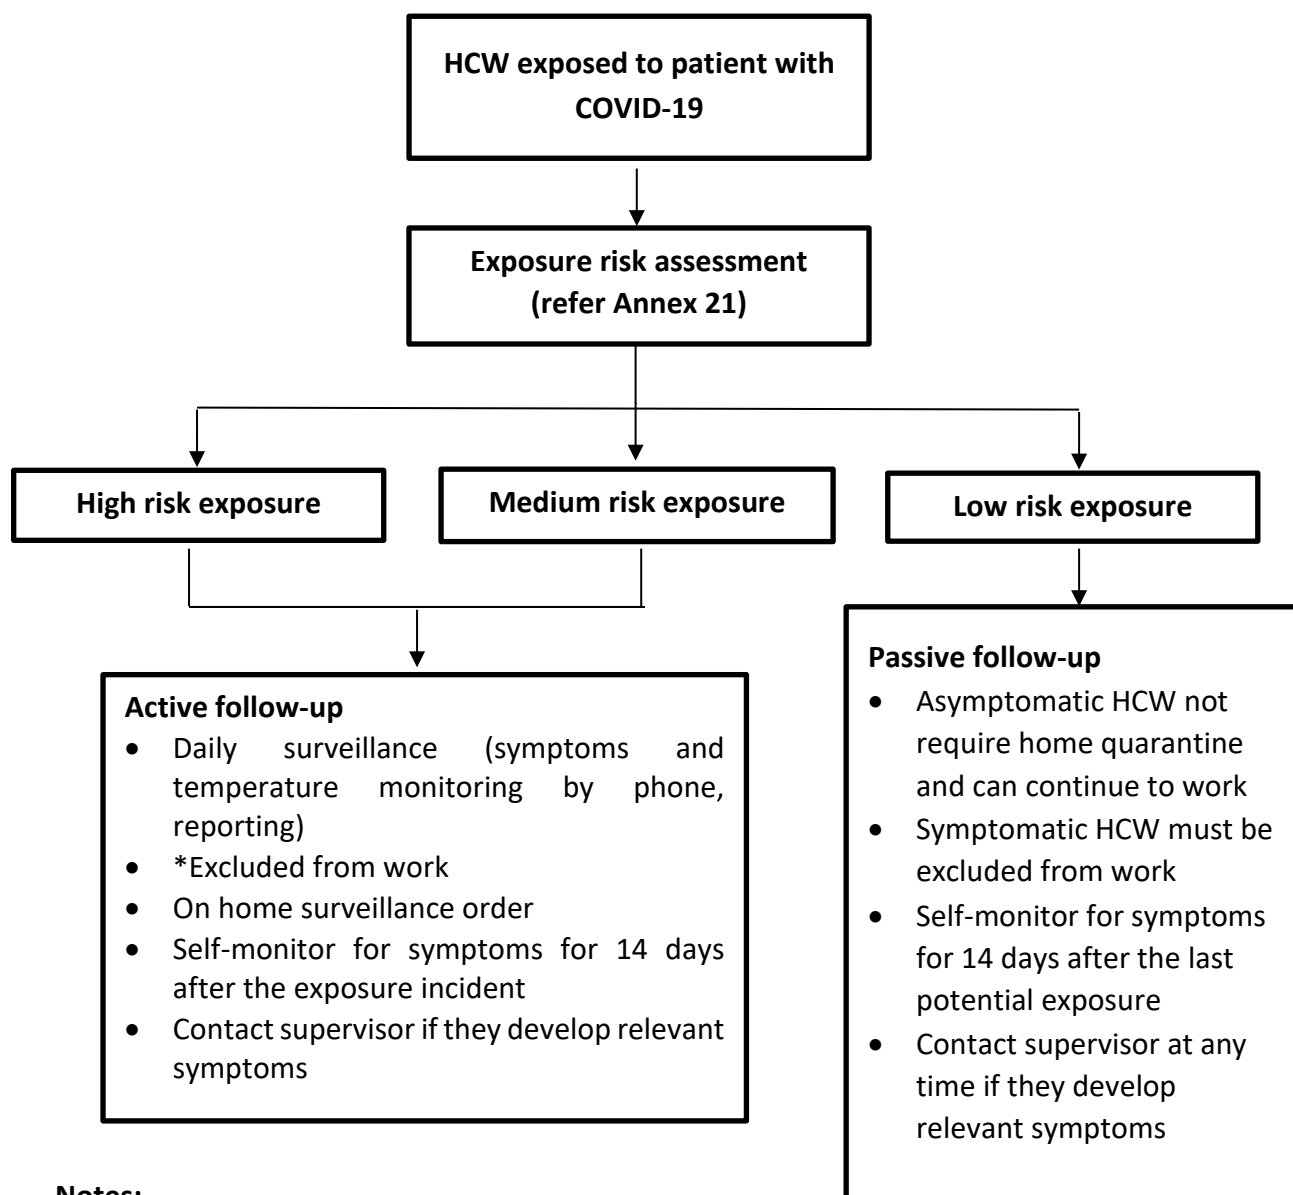 HCW exposed to patient with
COVID-19
Exposure risk assessment
(refer Annex 21)
High risk exposure
Medium risk exposure
Low risk exposure
Active follow-up
• Daily surveillance (symptoms and
temperature monitoring by phone,
reporting)
• *Excluded from work
• On home surveillance order
• Self-monitor for symptoms for 14 days
after the exposure incident
• Contact supervisor if they develop relevant
symptoms
Passive follow-up
• Asymptomatic HCW not
require home quarantine
and can continue to work
• Symptomatic HCW must be
excluded from work
• Self-monitor for symptoms
for 14 days after the last
potential exposure
• Contact supervisor at any
time if they develop
relevant symptoms
Notes: